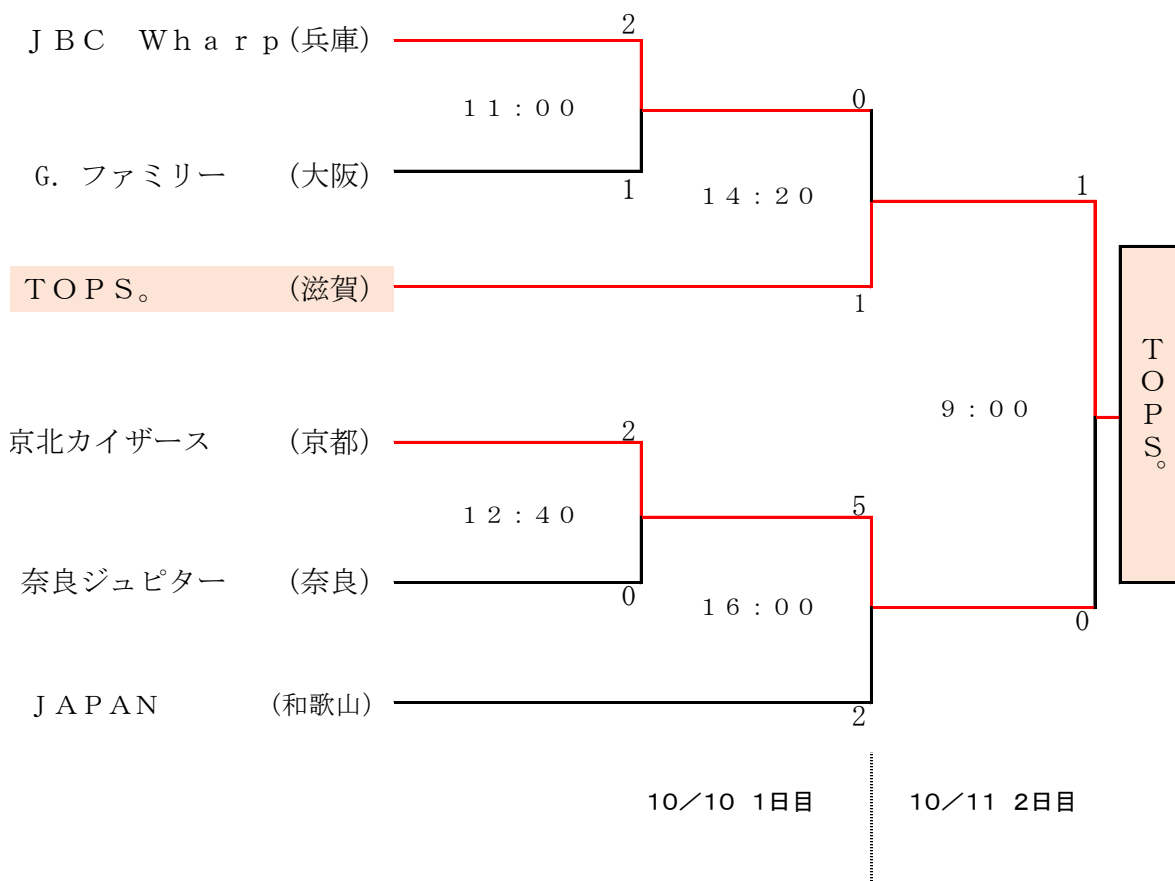 ＪＢＣ　Ｗｈａｒｐ(兵庫)
2
11：00
G. ファミリー　　(大阪)
1
0
14：20
ＴＯＰＳ。　　　　(滋賀)
1
1
ＴＯＰＳ。
9：00
京北カイザース　　(京都)
2
12：40
奈良ジュピター　　(奈良)
0
5
16：00
ＪＡＰＡＮ　　　(和歌山)
2
0
10／10　1日目
10／11　2日目